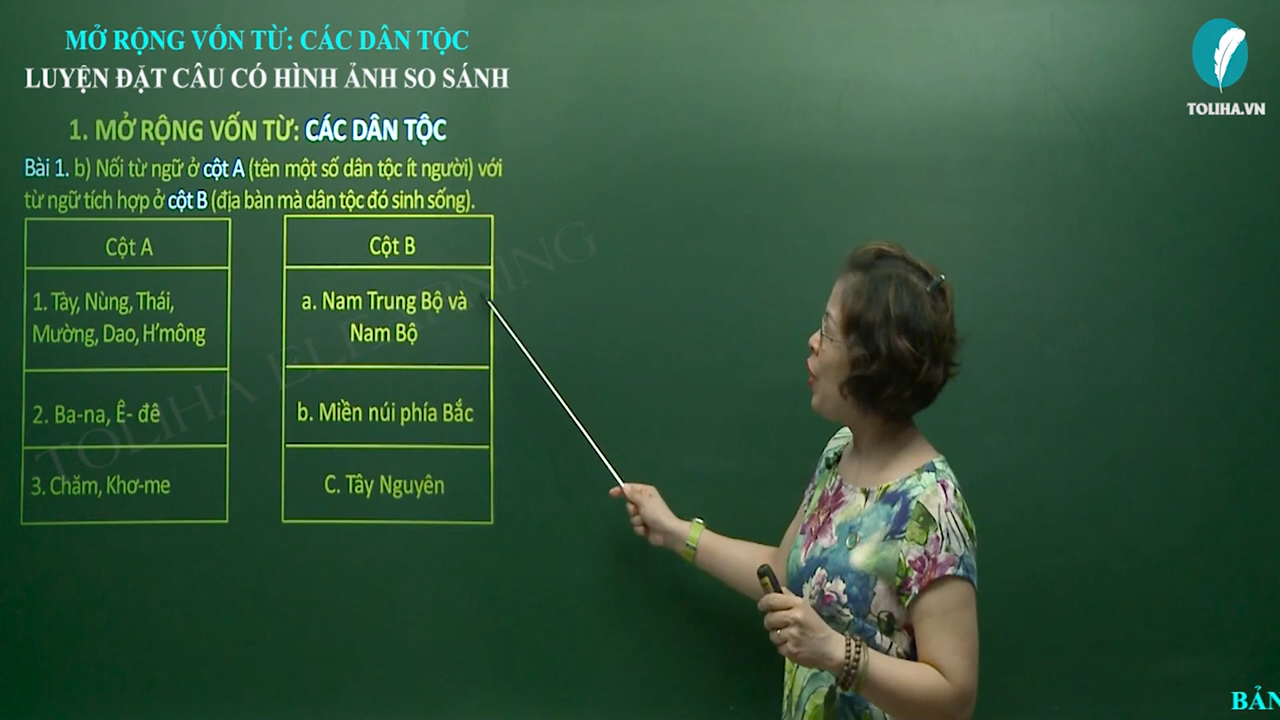 MỞ RỘNG VỐN TỪ: CÁC DÂN TỘC
LUYỆN ĐẶT CÂU CÓ HÌNH ẢNH SO SÁNH
TOLIHA.VN
1. MỞ RỘNG VỐN TỪ: CÁC DÂN TỘC
Bài 1. b) Nối từ ngữ ở cột A (tên một số dân tộc ít người) với
từ ngữ tích hợp ở cột B (địa bàn mà dân tộc đó sinh sống).
Cột A
1. Tày, Nùng, Thái,
Mường, Dao, H'mông
2. Ba-na, Ê- đê
3. Chăm, Khơ-me
Cột B
a. Nam Trung Bộ và
Nam Bộ
b. Miền núi phía Bắc
C. Tây Nguyên
TOLIHA ELEARNING
BẢN